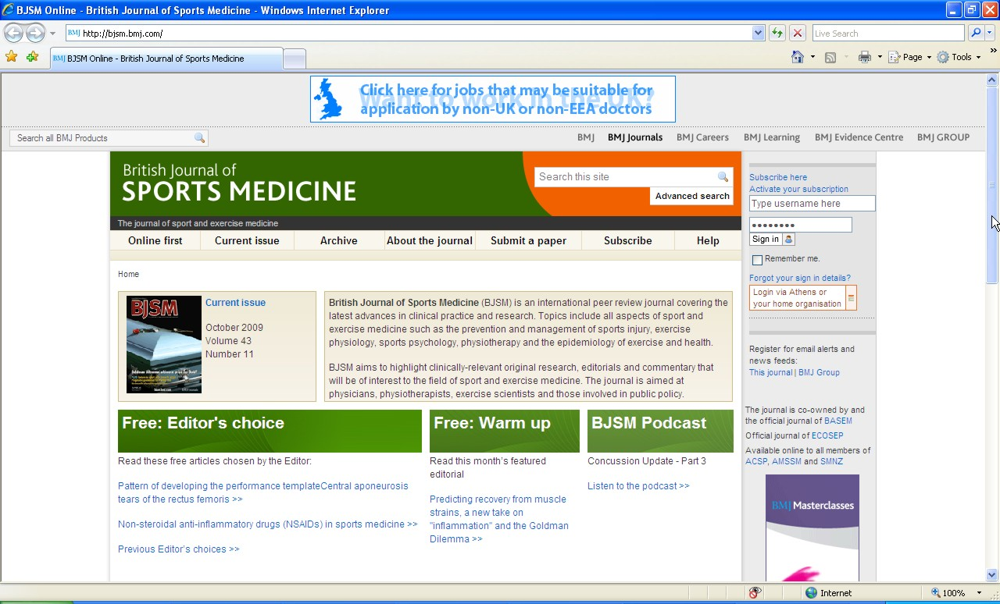 BJSM Online - British Journal of Sports Medicine - Windows Internet Explorer
BMJ http://bjsm.bmj.com/
Live Search
BMJ BJSM Online - British Journal of Sports Medicine
Page
Tools
Click here for jobs that may be suitable for
application by non-UK or non-EEA doctors
Want to work in the UK?
Search all BMJ Products
BMJ BMJ Journals BMJ Careers BMJ Learning BMJ Evidence Centre BMJ GROUP
British Journal of
SPORTS MEDICINE
Search this site
Advanced search
The journal of sport and exercise medicine
Online first Current issue Archive About the journal Submit a paper Subscribe Help
Home
BJSM
Current issue
October 2009
Volume 43
Number 11
British Journal of Sports Medicine (BJSM) is an international peer review journal covering the
latest advances in clinical practice and research. Topics include all aspects of sport and
exercise medicine such as the prevention and management of sports injury, exercise
physiology, sports psychology, physiotherapy and the epidemiology of exercise and health.
BJSM aims to highlight clinically-relevant original research, editorials and commentary that
will be of interest to the field of sport and exercise medicine. The journal is aimed at
physicians, physiotherapists, exercise scientists and those involved in public policy.
Free: Editor's choice
Read these free articles chosen by the Editor:
Pattern of developing the performance templateCentral aponeurosis
tears of the rectus femoris >>
Non-steroidal anti-inflammatory drugs (NSAIDs) in sports medicine >>
Previous Editor's choices >>
Free: Warm up
Read this month's featured
editorial
Predicting recovery from muscle
strains, a new take on
"inflammation" and the Goldman
Dilemma >>
BJSM Podcast
Concussion Update - Part 3
Listen to the podcast >>
Subscribe here
Activate your subscription
Type username here
Sign in
Remember me.
Forgot your sign in details?
Login via Athens or
your home organisation
Register for email alerts and
news feeds:
This journal | BMJ Group
The journal is co-owned by and
the official journal of BASEM
Official journal of ECOSEP
Available online to all members of
ACSP, AMSSM and SMNZ
BMJ Masterclasses
Internet
100%